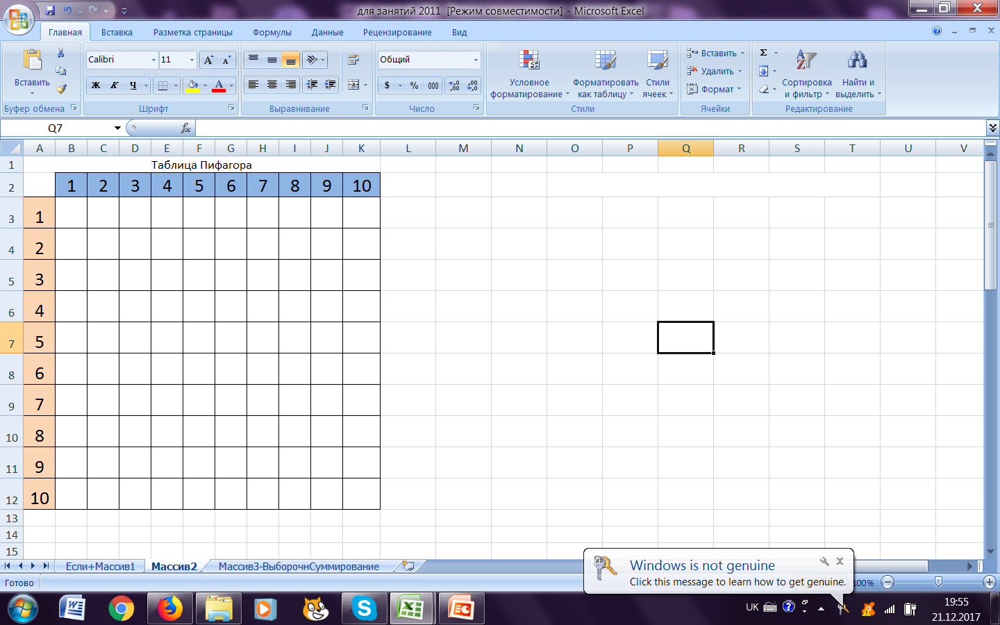 для занятий 2011 [Режим совместимости] - Microsoft Excel
Главная Вставка Разметка страницы Формулы Данные Рецензирование Вид
Calibri 11 Общий
Вставить Ж К Ч $ % 000 Условное форматирование Форматировать как таблицу Стили ячеек Вставить Удалить Формат Σ Сортировка и фильтр Найти и выделить
Буфер обмена Шрифт Выравнивание Число Стили Ячейки Редактирование
Q7 fx
A B C D E F G H I J K L M N O P Q R S T U V
1 Таблица Пифагора
2 1 2 3 4 5 6 7 8 9 10
3 1
4 2
5 3
6 4
7 5
8 6
9 7
10 8
11 9
12 10
13
14
15
Если+Массив1 Массив2 Массив3-ВыборочнСуммирование
Готово 100%
Windows is not genuine
Click this message to learn how to get genuine.
UK 19:55
21.12.2017